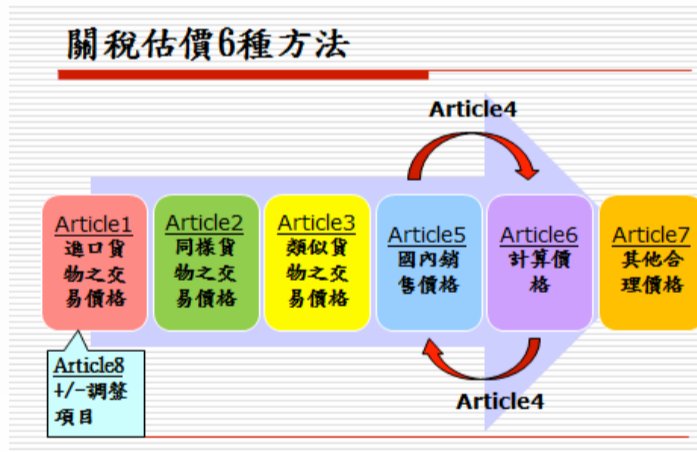 關稅估價6種方法
Article4
Article1
進口貨
物之交
易價格
Article2
同樣貨
物之交
易價格
Article3
類似貨
物之交
易價格
Article5
國內銷
售價格
Article6
計算價
格
Article7
其他合
理價格
Article8
+/-調整
項目
Article4